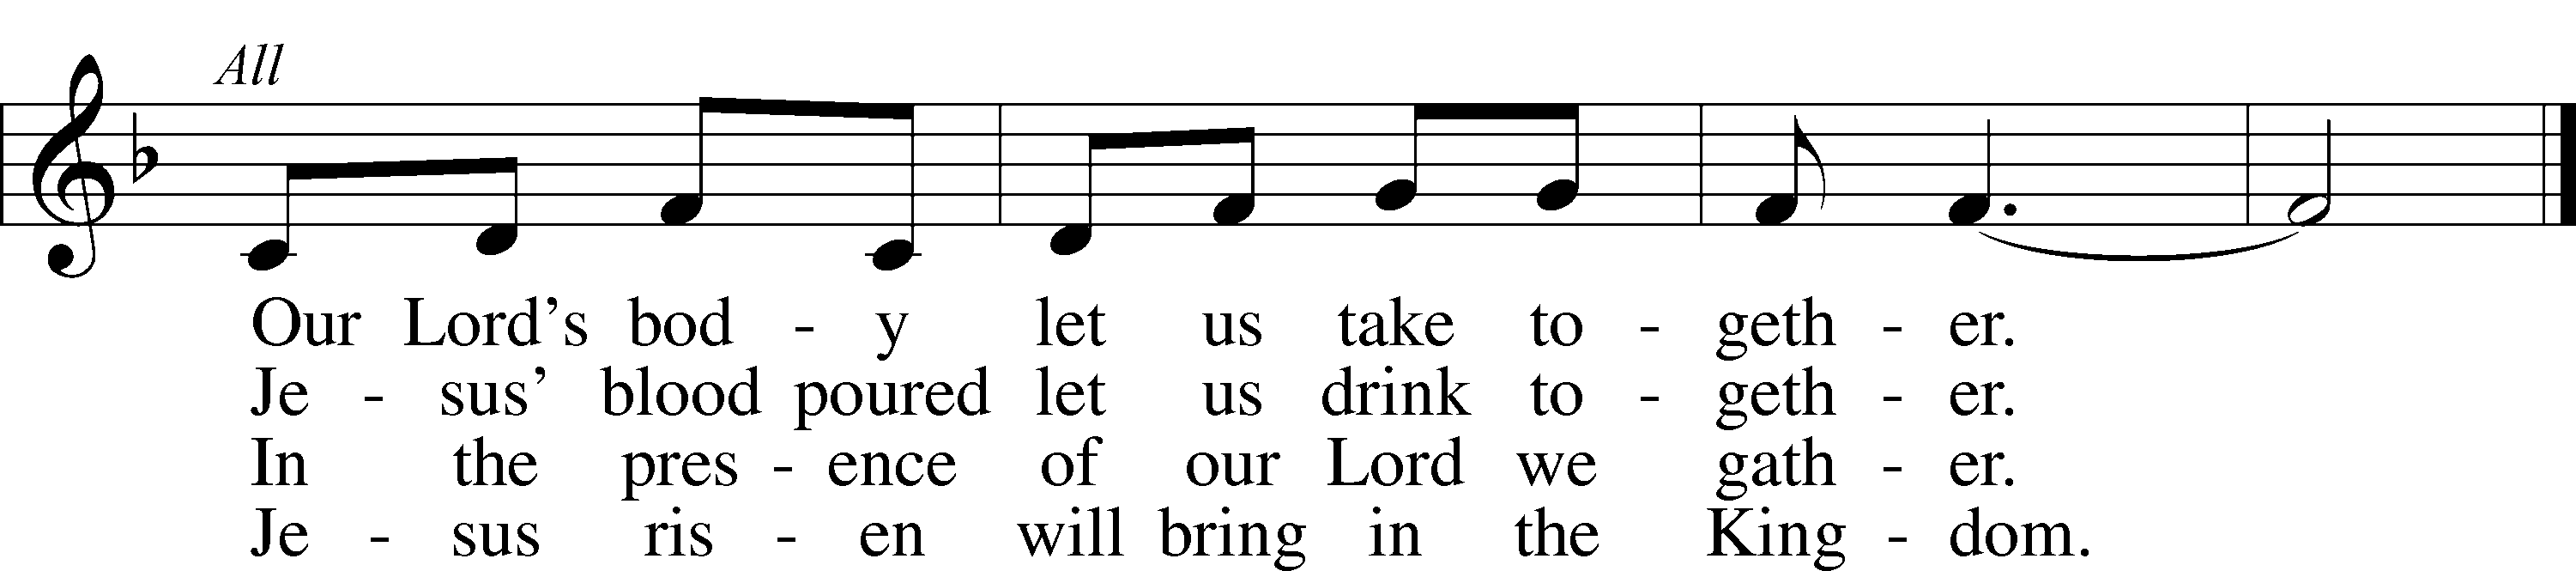 All
Our Lord’s bod - y let us take to - geth - er.
Je - sus’ blood poured let us drink to - geth - er.
In the pres - ence of our Lord we gath - er.
Je - sus ris - en will bring in the King - dom.